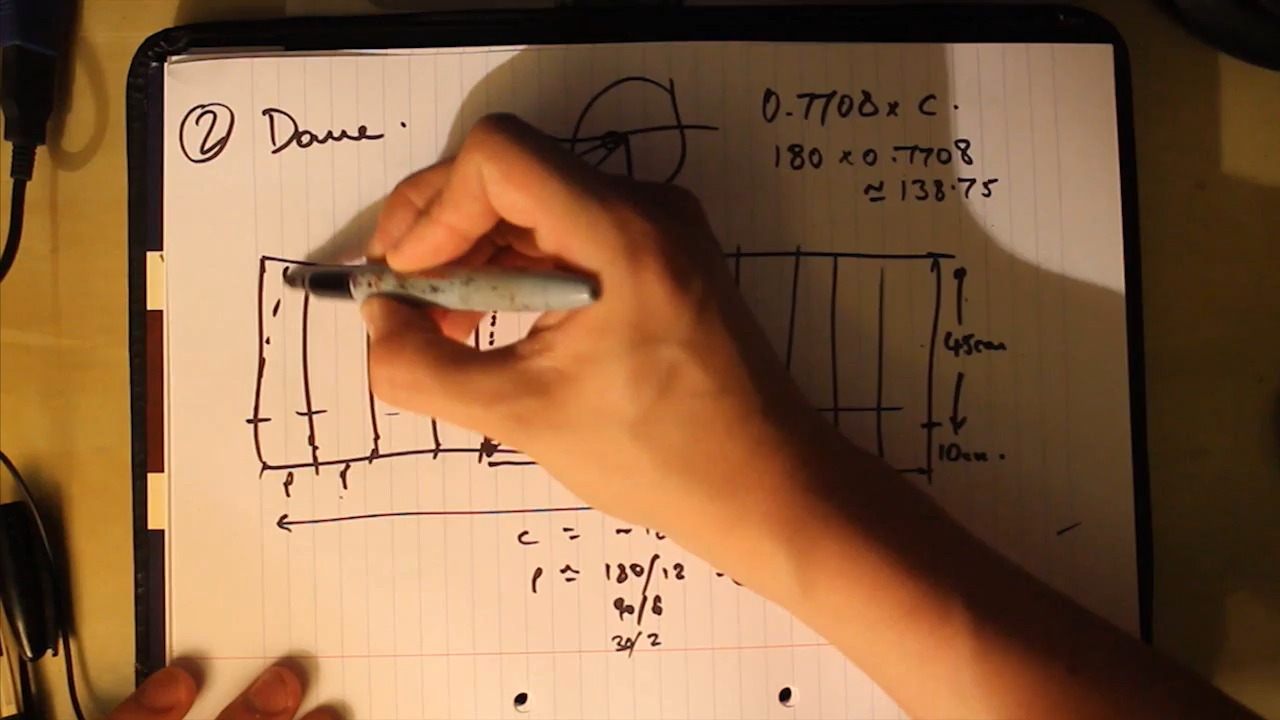 ② Dome.
0.7708 x C.
180 x 0.7708
≃ 138.75
45cm
10cm.
P P
C =
P ≃ 180/12
90/6
30/2